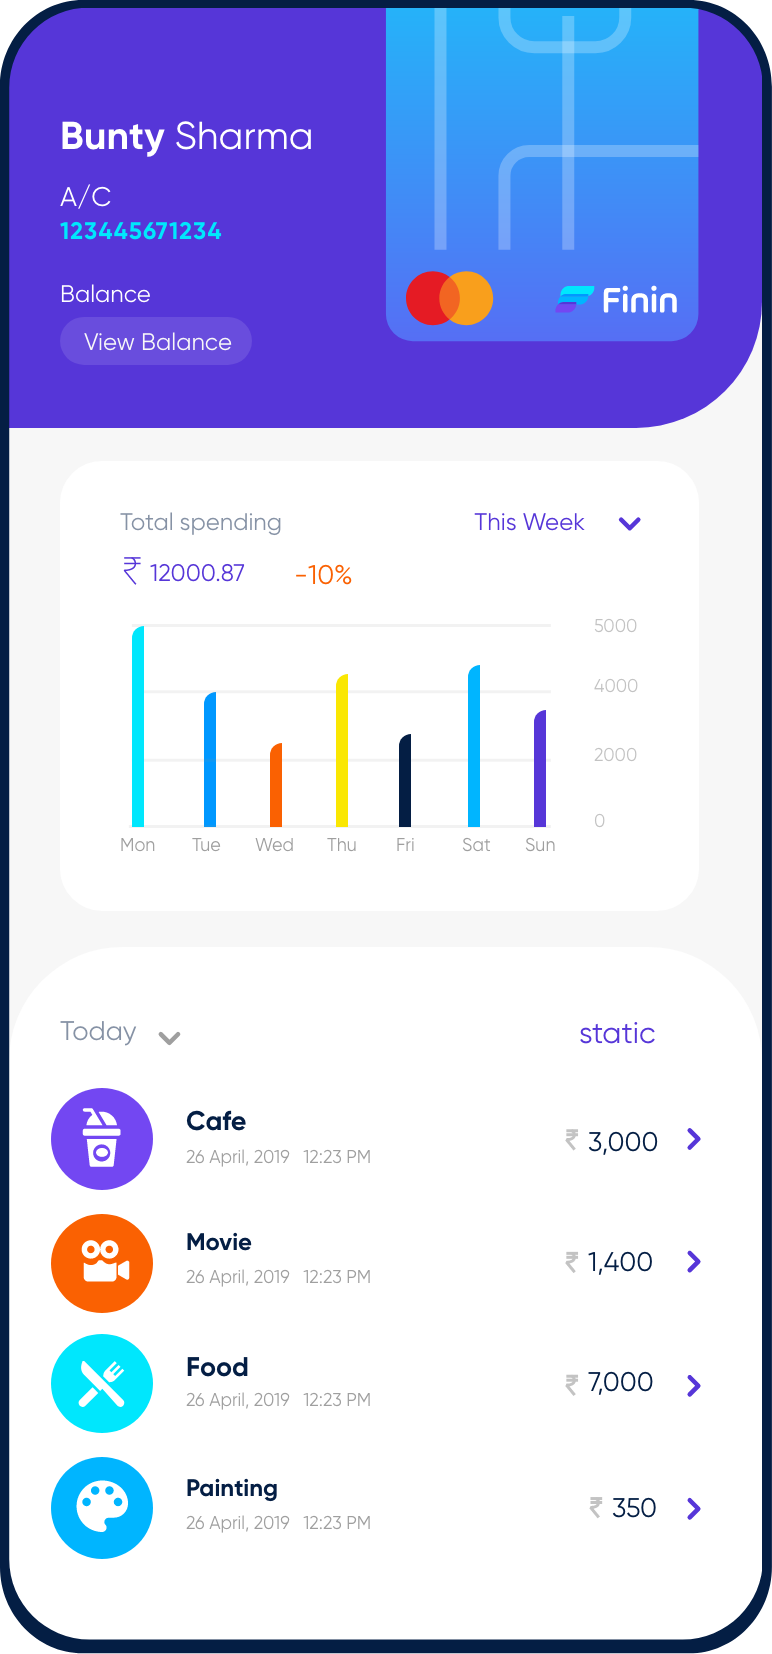 Bunty Sharma
A/C
123445671234
Balance
View Balance
Finin
Total spending
This Week
₹ 12000.87
-10%
5000
4000
2000
0
Mon Tue Wed Thu Fri Sat Sun
Today
static
Cafe
26 April, 2019 12:23 PM
₹ 3,000
Movie
26 April, 2019 12:23 PM
₹ 1,400
Food
26 April, 2019 12:23 PM
₹ 7,000
Painting
26 April, 2019 12:23 PM
₹ 350